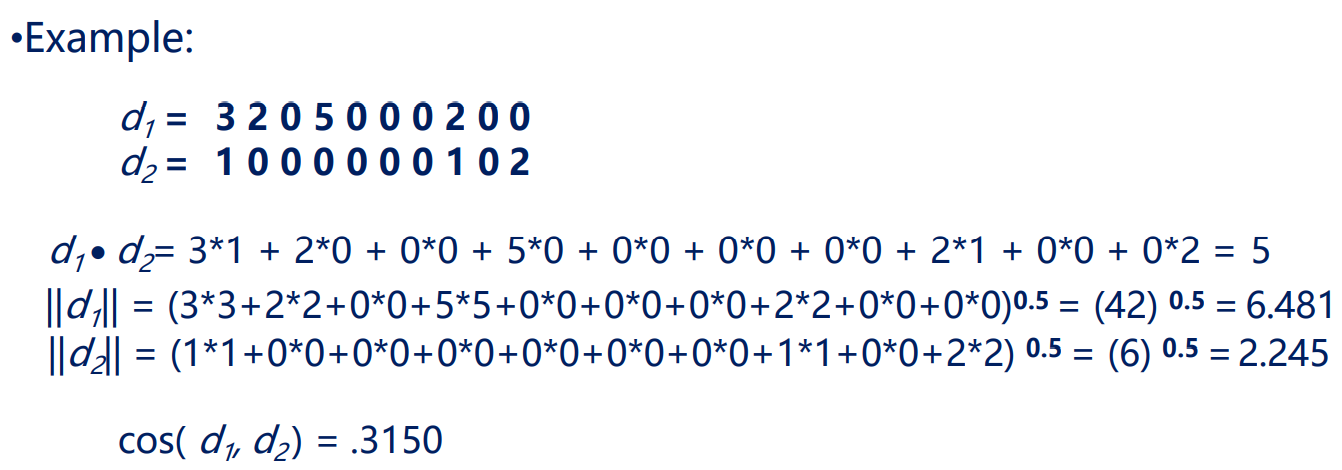 •Example:
d1 = 3 2 0 5 0 0 0 2 0 0
d2 = 1 0 0 0 0 0 0 1 0 2
d1 • d2= 3*1 + 2*0 + 0*0 + 5*0 + 0*0 + 0*0 + 0*0 + 2*1 + 0*0 + 0*2 = 5
||d1|| = (3*3+2*2+0*0+5*5+0*0+0*0+0*0+2*2+0*0+0*0)0.5 = (42) 0.5 = 6.481
||d2|| = (1*1+0*0+0*0+0*0+0*0+0*0+0*0+1*1+0*0+2*2) 0.5 = (6) 0.5 = 2.245
cos( d1, d2) = .3150